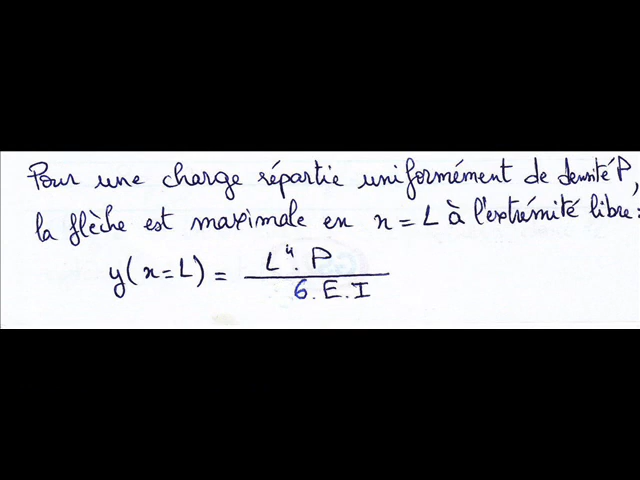 Pour une charge répartie uniformément de densité P,
la flèche est maximale en x = L à l'extrémité libre :
y(x=L) = L⁴.P / 6.E.I